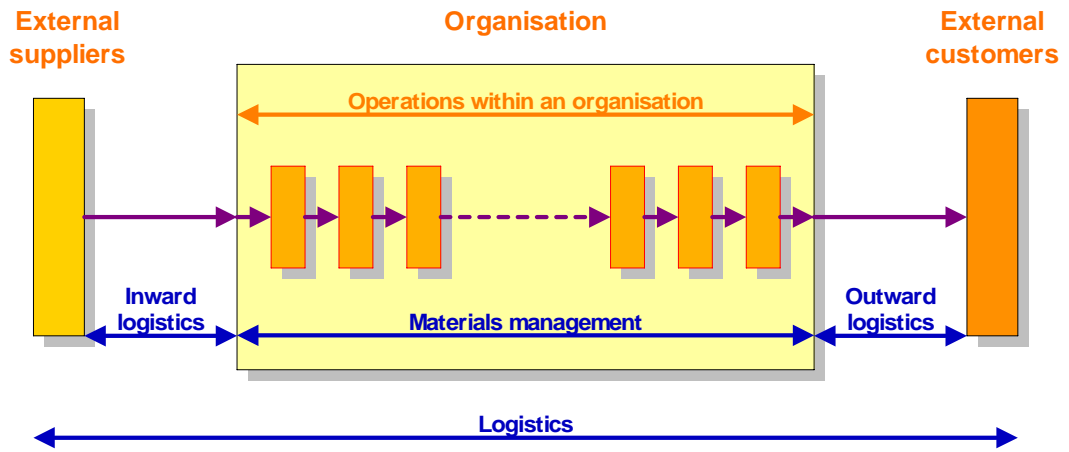 External
suppliers
Organisation
External
customers
Operations within an organisation
Inward
logistics
Materials management
Outward
logistics
Logistics